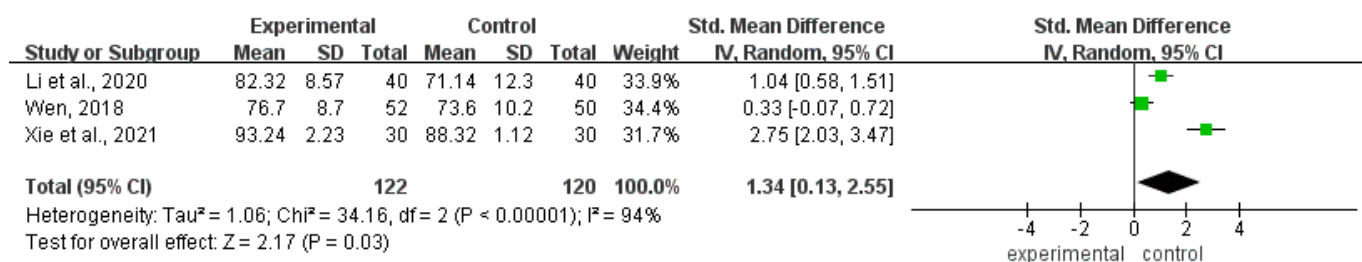 Experimental Control Std. Mean Difference Std. Mean Difference
Study or Subgroup Mean SD Total Mean SD Total Weight IV, Random, 95% CI IV, Random, 95% CI
Li et al., 2020 82.32 8.57 40 71.14 12.3 40 33.9% 1.04 [0.58, 1.51]
Wen, 2018 76.7 8.7 52 73.6 10.2 50 34.4% 0.33 [-0.07, 0.72]
Xie et al., 2021 93.24 2.23 30 88.32 1.12 30 31.7% 2.75 [2.03, 3.47]
Total (95% CI) 122 120 100.0% 1.34 [0.13, 2.55]
Heterogeneity: Tau² = 1.06; Chi² = 34.16, df = 2 (P < 0.00001); I² = 94%
Test for overall effect: Z = 2.17 (P = 0.03)
-4 -2 0 2 4
experimental control